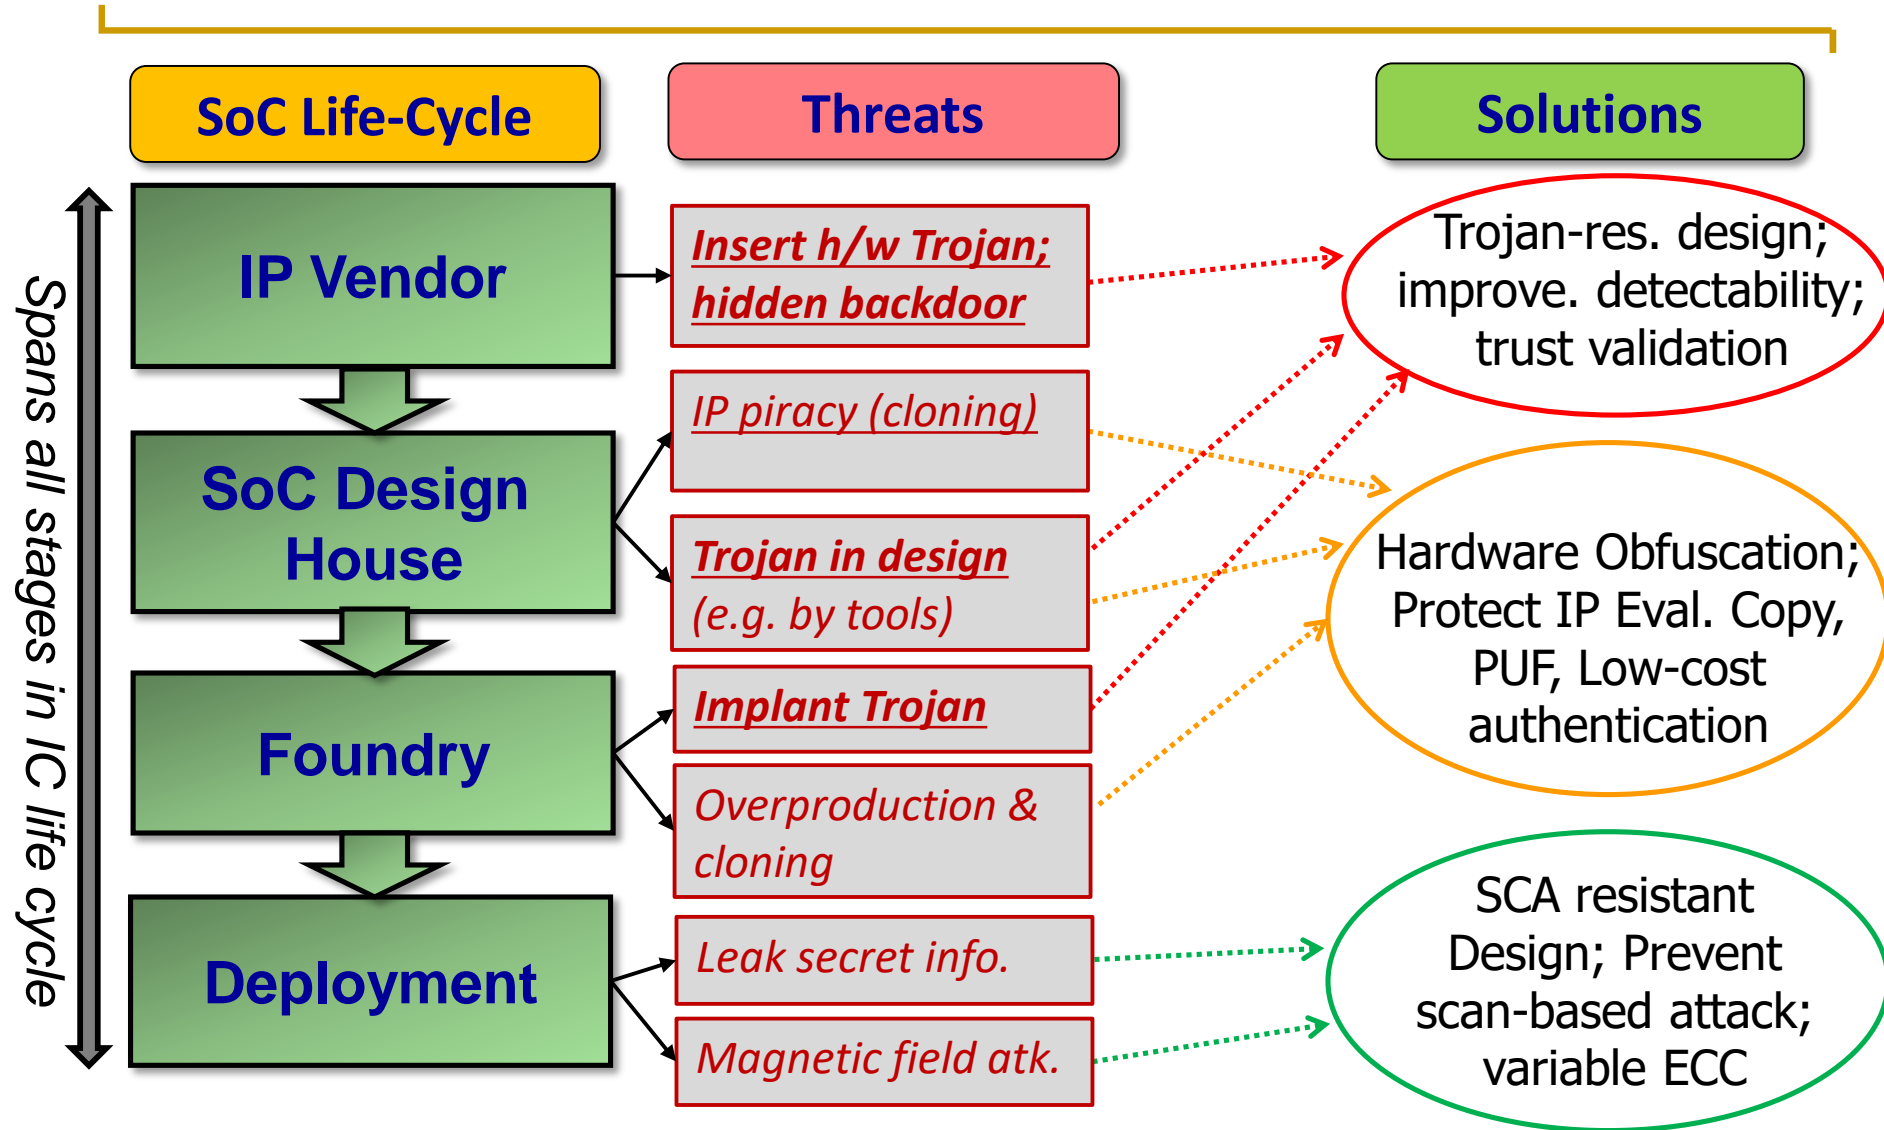 SoC Life-Cycle
Threats
Solutions
Spans all stages in IC life cycle
IP Vendor
Insert h/w Trojan;
hidden backdoor
Trojan-res. design;
improve. detectability;
trust validation
SoC Design
House
IP piracy (cloning)
Trojan in design
(e.g. by tools)
Hardware Obfuscation;
Protect IP Eval. Copy,
PUF, Low-cost
authentication
Foundry
Implant Trojan
Overproduction &
cloning
Deployment
Leak secret info.
Magnetic field atk.
SCA resistant
Design; Prevent
scan-based attack;
variable ECC